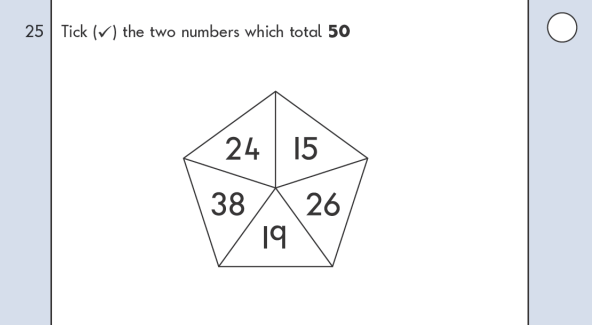 25 Tick (✓) the two numbers which total 50
24 15
38 26
19